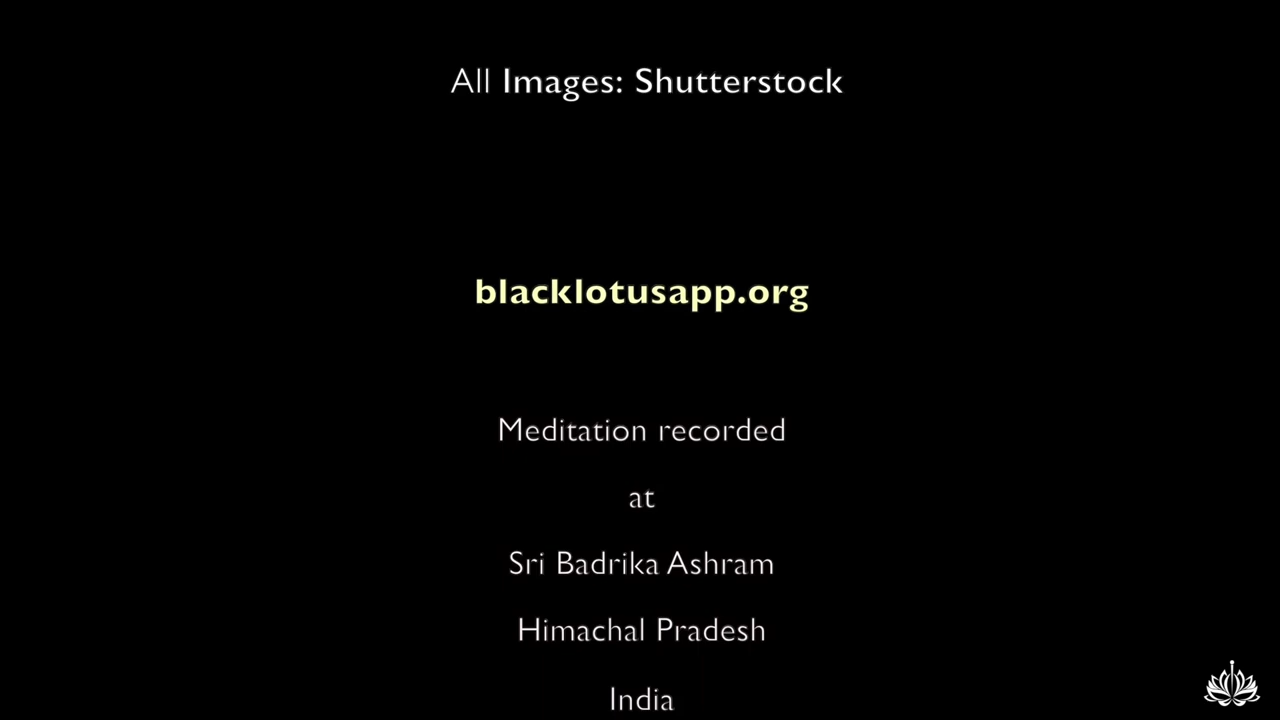 All Images: Shutterstock
blacklotusapp.org
Meditation recorded
at
Sri Badrika Ashram
Himachal Pradesh
India